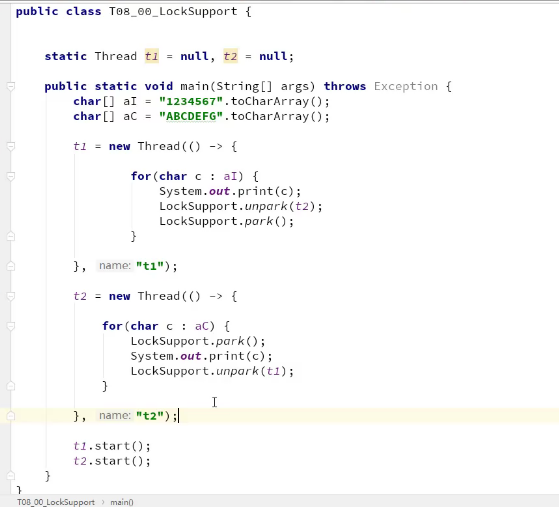 public class T08_00_LockSupport {
static Thread t1 = null, t2 = null;
public static void main(String[] args) throws Exception {
char[] aI = "1234567".toCharArray();
char[] aC = "ABCDEFG".toCharArray();
t1 = new Thread(() -> {
for(char c : aI) {
System.out.print(c);
LockSupport.unpark(t2);
LockSupport.park();
}
}, name: "t1");
t2 = new Thread(() -> {
for(char c : aC) {
LockSupport.park();
System.out.print(c);
LockSupport.unpark(t1);
}
}, name: "t2");
t1.start();
t2.start();
}
}
T08_00_LockSupport › main()